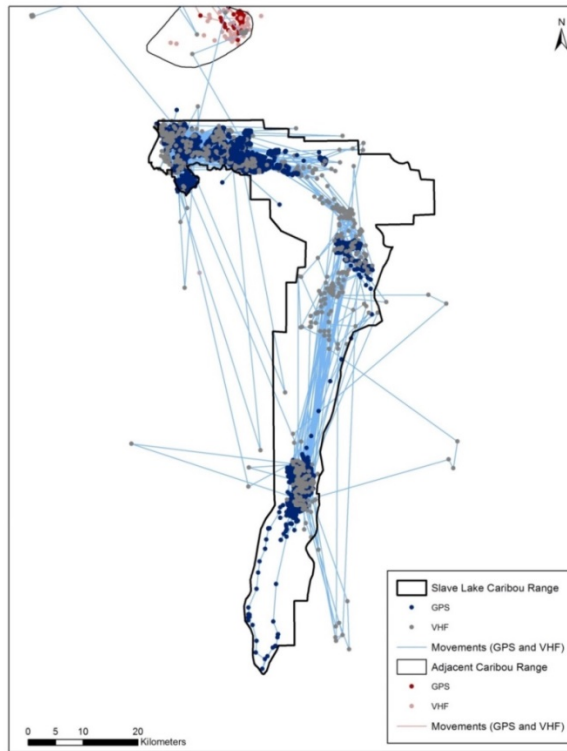 N
Slave Lake Caribou Range
GPS
VHF
Movements (GPS and VHF)
Adjacent Caribou Range
GPS
VHF
Movements (GPS and VHF)
0 5 10 20
Kilometers